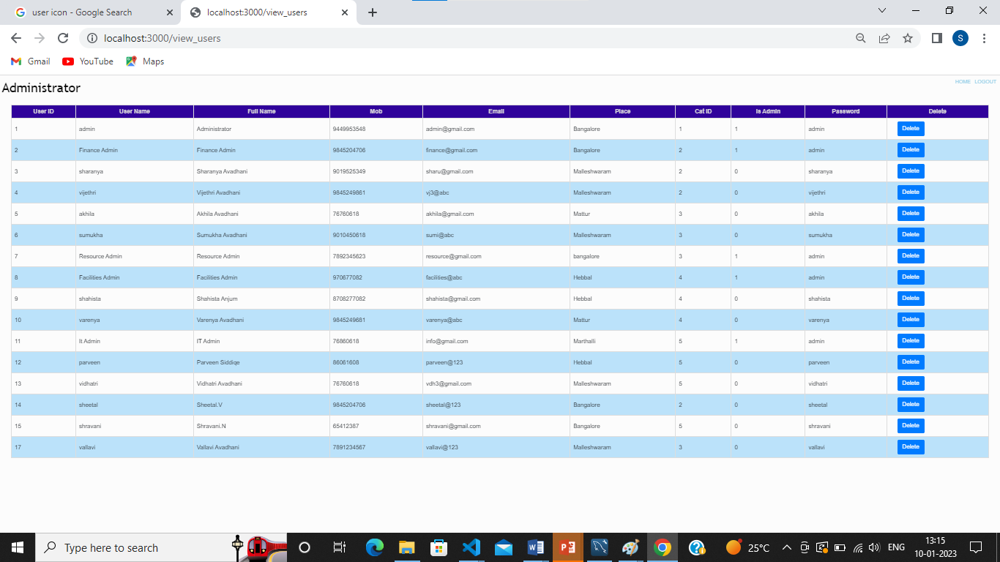 user icon - Google Search
localhost:3000/view_users
localhost:3000/view_users
S
Gmail YouTube Maps
HOME LOGOUT
Administrator
User ID User Name Full Name Mob Email Place Cat ID Is Admin Password Delete
1 admin Administrator 9449953548 admin@gmail.com Bangalore 1 1 admin Delete
2 Finance Admin Finance Admin 9845204706 finance@gmail.com Bangalore 2 1 admin Delete
3 sharanya Sharanya Avadhani 9019525349 sharu@gmail.com Malleshwaram 2 0 sharanya Delete
4 vijethri Vijethri Avadhani 9845249861 vj3@abc Malleshwaram 2 0 vijethri Delete
5 akhila Akhila Avadhani 76760618 akhila@gmail.com Mattur 3 0 akhila Delete
6 sumukha Sumukha Avadhani 9010450618 sumi@abc Malleshwaram 3 0 sumukha Delete
7 Resource Admin Resource Admin 7892345623 resource@gmail.com bangalore 3 1 admin Delete
8 Facilities Admin Facilities Admin 970677082 facilities@abc Hebbal 4 1 admin Delete
9 shahista Shahista Anjum 8708277082 shahista@gmail.com Hebbal 4 0 shahista Delete
10 varenya Varenya Avadhani 9845249681 varenya@abc Mattur 4 0 varenya Delete
11 It Admin IT Admin 76860618 info@gmail.com Marthalli 5 1 admin Delete
12 parveen Parveen Siddiqe 86061608 parveen@123 Hebbal 5 0 parveen Delete
13 vidhatri Vidhatri Avadhani 76760618 vdh3@gmail.com Malleshwaram 5 0 vidhatri Delete
14 sheetal Sheetal.V 9845204706 sheetal@123 Bangalore 2 0 sheetal Delete
15 shravani Shravani.N 65412387 shravani@gmail.com Bangalore 5 0 shravani Delete
17 vallavi Vallavi Avadhani 7891234567 vallavi@123 Malleshwaram 3 0 vallavi Delete
Type here to search
25°C
ENG
13:15
10-01-2023